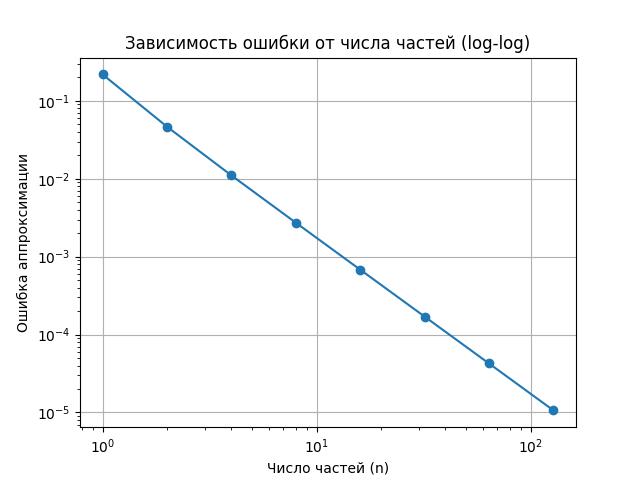 Зависимость ошибки от числа частей (log-log)
Ошибка аппроксимации
10⁻¹
10⁻²
10⁻³
10⁻⁴
10⁻⁵
10⁰
10¹
10²
Число частей (n)